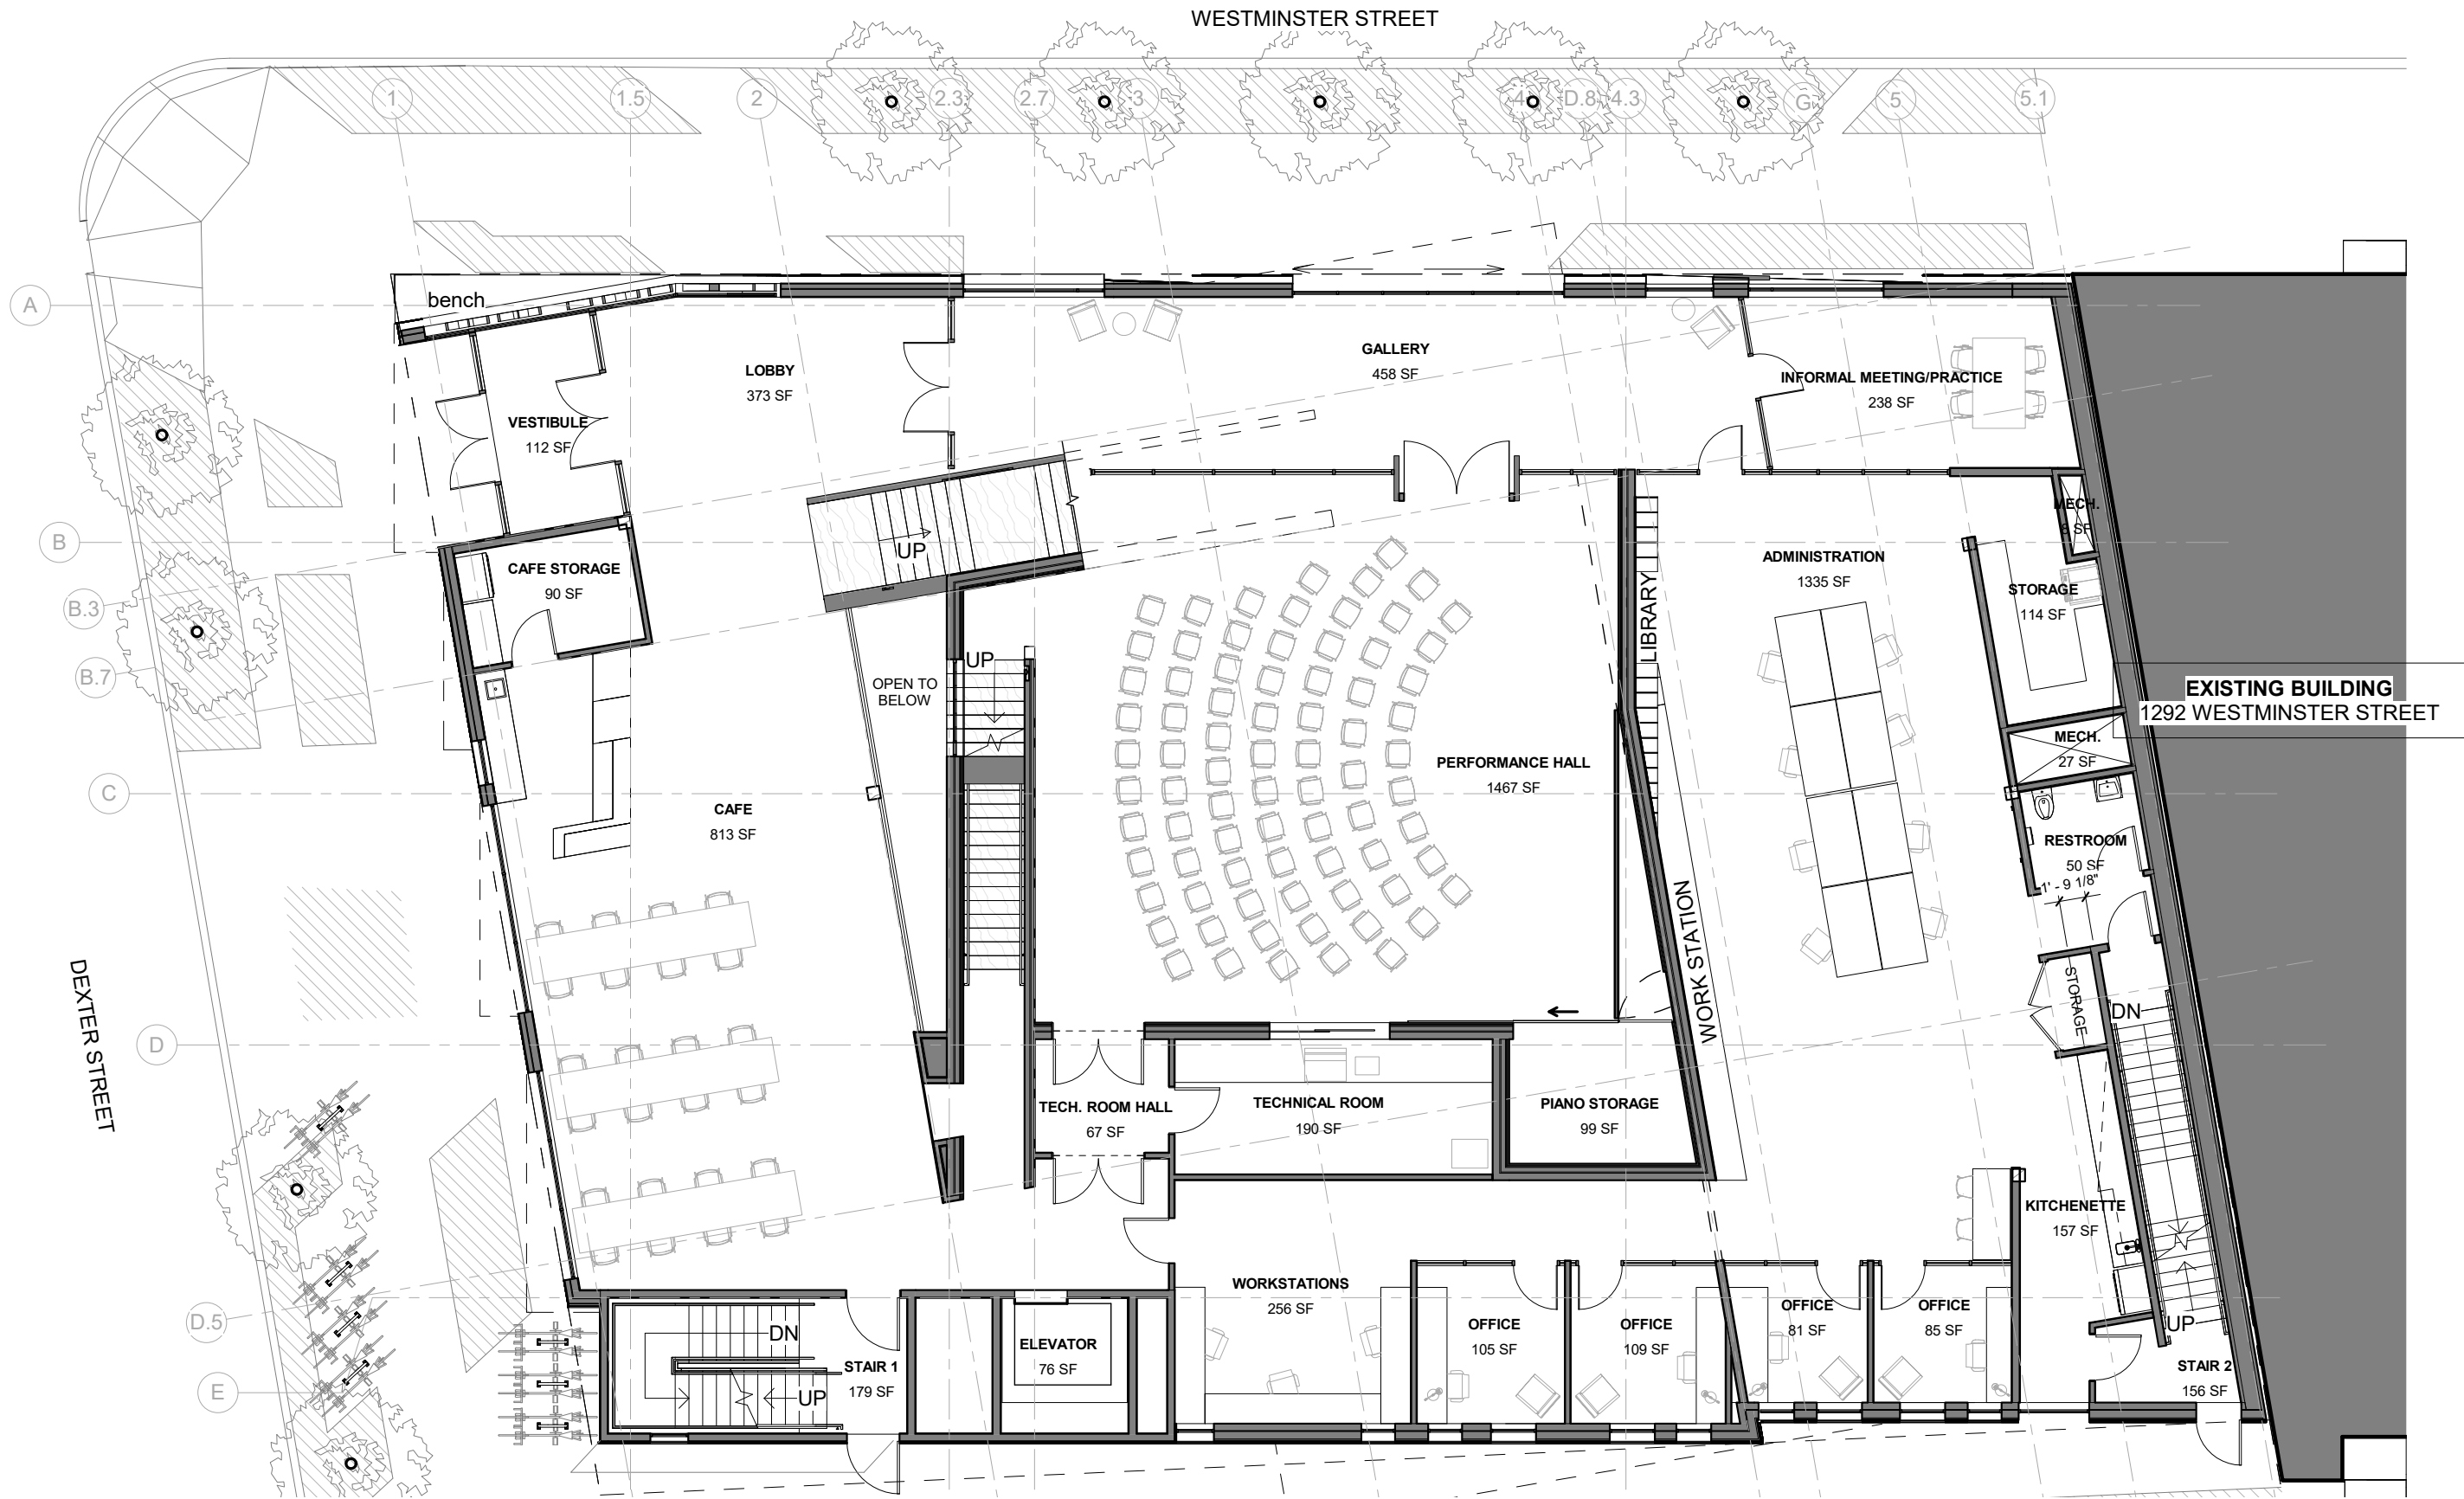 WESTMINSTER STREET
1
1.5
2
2.3
2.7
3
4
D.8
4.3
G
5
5.1
A
bench
LOBBY
373 SF
GALLERY
458 SF
INFORMAL MEETING/PRACTICE
238 SF
VESTIBULE
112 SF
MECH.
9 SF
B
UP
CAFE STORAGE
90 SF
ADMINISTRATION
1335 SF
STORAGE
114 SF
LIBRARY
B.3
B.7
UP
OPEN TO
BELOW
EXISTING BUILDING
1292 WESTMINSTER STREET
MECH.
27 SF
PERFORMANCE HALL
1467 SF
C
CAFE
813 SF
RESTROOM
50 SF
1' - 9 1/8"
WORK STATION
STORAGE
DN
DEXTER STREET
D
TECH. ROOM HALL
67 SF
TECHNICAL ROOM
190 SF
PIANO STORAGE
99 SF
KITCHENETTE
157 SF
WORKSTATIONS
256 SF
D.5
DN
UP
STAIR 1
179 SF
ELEVATOR
76 SF
OFFICE
105 SF
OFFICE
109 SF
OFFICE
81 SF
OFFICE
85 SF
UP
STAIR 2
156 SF
E